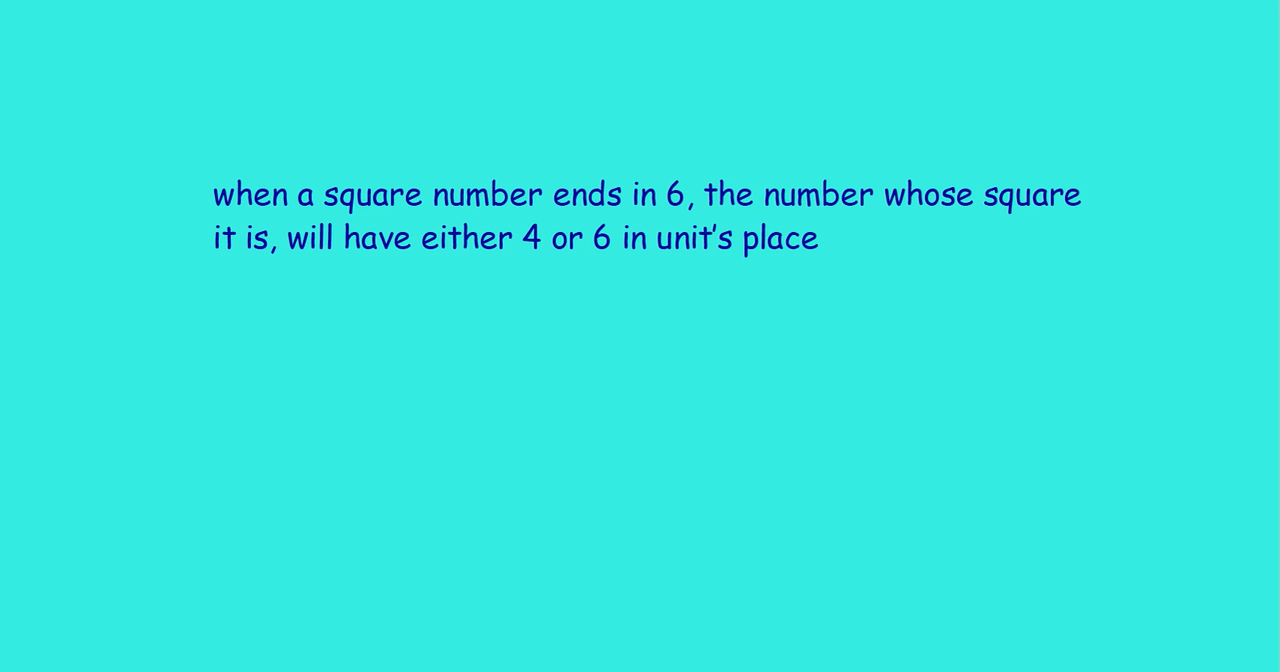 when a square number ends in 6, the number whose square
it is, will have either 4 or 6 in unit’s place